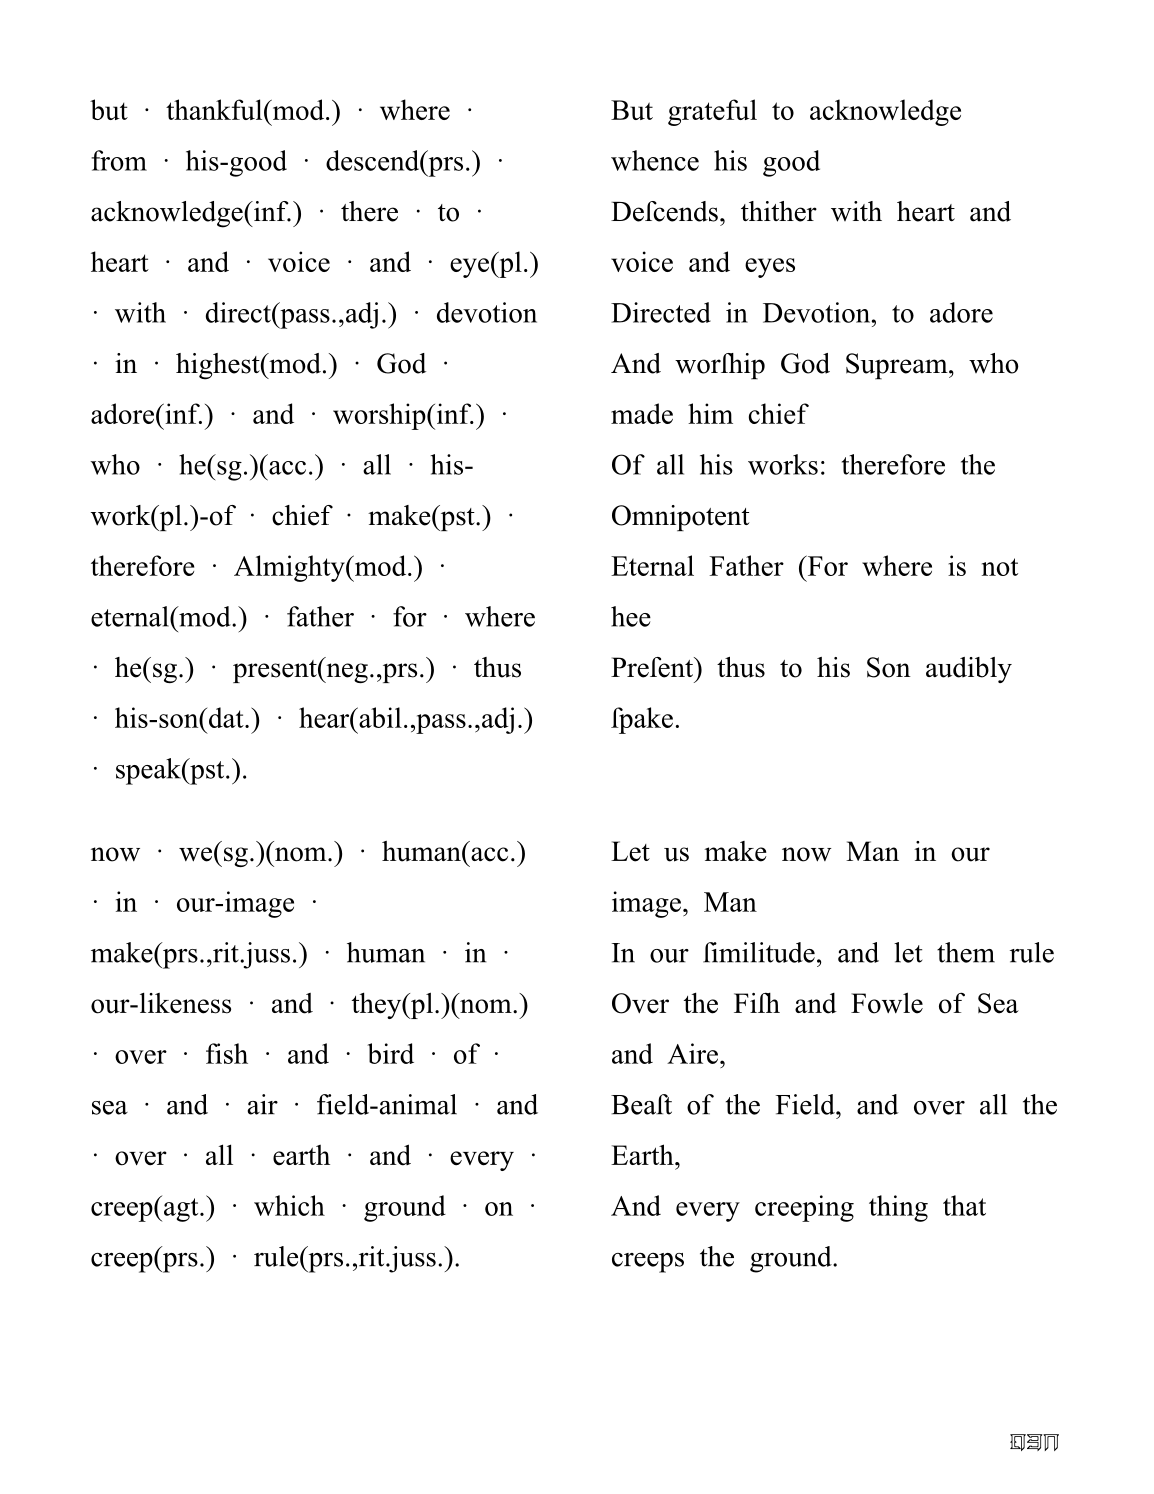 but · thankful(mod.) · where ·
from · his-good · descend(prs.) ·
acknowledge(inf.) · there · to ·
heart · and · voice · and · eye(pl.)
· with · direct(pass.,adj.) · devotion
· in · highest(mod.) · God ·
adore(inf.) · and · worship(inf.) ·
who · he(sg.)(acc.) · all · his-
work(pl.)-of · chief · make(pst.) ·
therefore · Almighty(mod.) ·
eternal(mod.) · father · for · where
· he(sg.) · present(neg.,prs.) · thus
· his-son(dat.) · hear(abil.,pass.,adj.)
· speak(pst.).
But grateful to acknowledge
whence his good
Deſcends, thither with heart and
voice and eyes
Directed in Devotion, to adore
And worſhip God Supream, who
made him chief
Of all his works: therefore the
Omnipotent
Eternal Father (For where is not
hee
Preſent) thus to his Son audibly
ſpake.
now · we(sg.)(nom.) · human(acc.)
· in · our-image ·
make(prs.,rit.juss.) · human · in ·
our-likeness · and · they(pl.)(nom.)
· over · fish · and · bird · of ·
sea · and · air · field-animal · and
· over · all · earth · and · every ·
creep(agt.) · which · ground · on ·
creep(prs.) · rule(prs.,rit.juss.).
Let us make now Man in our
image, Man
In our ſimilitude, and let them rule
Over the Fiſh and Fowle of Sea
and Aire,
Beaſt of the Field, and over all the
Earth,
And every creeping thing that
creeps the ground.